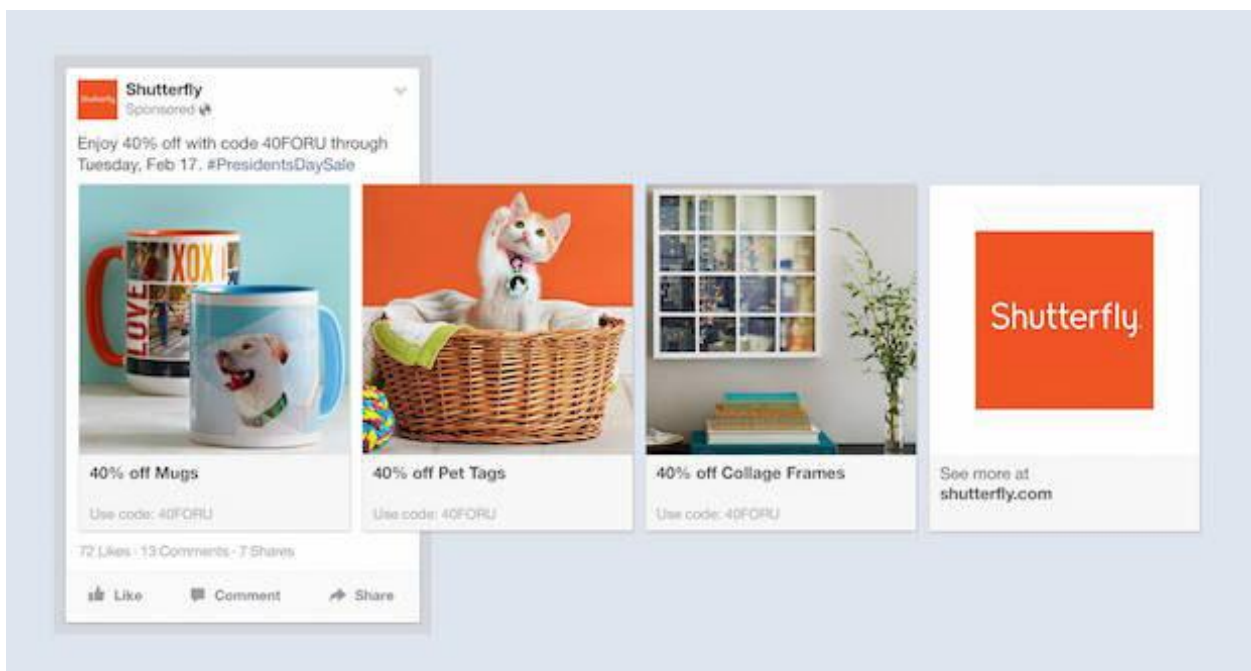 Shutterfly
Shutterfly
Sponsored
Enjoy 40% off with code 40FORU through
Tuesday, Feb 17. #PresidentsDaySale
LOVE
XOX
40% off Mugs
Use code: 40FORU
40% off Pet Tags
Use code: 40FORU
40% off Collage Frames
Use code: 40FORU
Shutterfly.
See more at
shutterfly.com
72 Likes · 13 Comments · 7 Shares
Like
Comment
Share